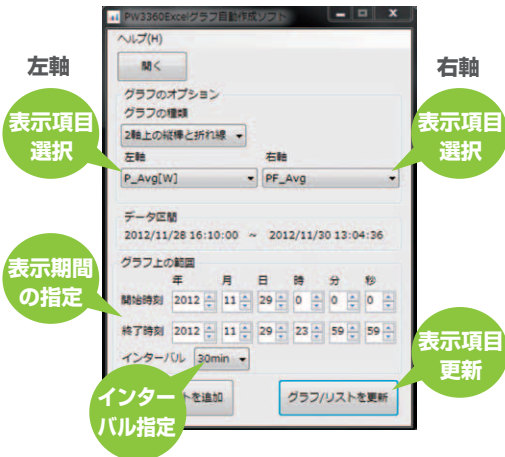 PW3360Excelグラフ自動作成ソフト
ヘルプ(H)
開く
左軸
右軸
グラフのオプション
グラフの種類
2軸上の縦棒と折れ線
表示項目
選択
表示項目
選択
左軸
右軸
P_Avg[W]
PF_Avg
データ区間
2012/11/28 16:10:00 ~ 2012/11/30 13:04:36
グラフ上の範囲
年 月 日 時 分 秒
開始時刻 2012 11 29 0 0 0
表示期間
の指定
終了時刻 2012 11 29 23 59 59
インターバル 30min
表示項目
更新
トを追加
グラフ/リストを更新
インター
バル指定